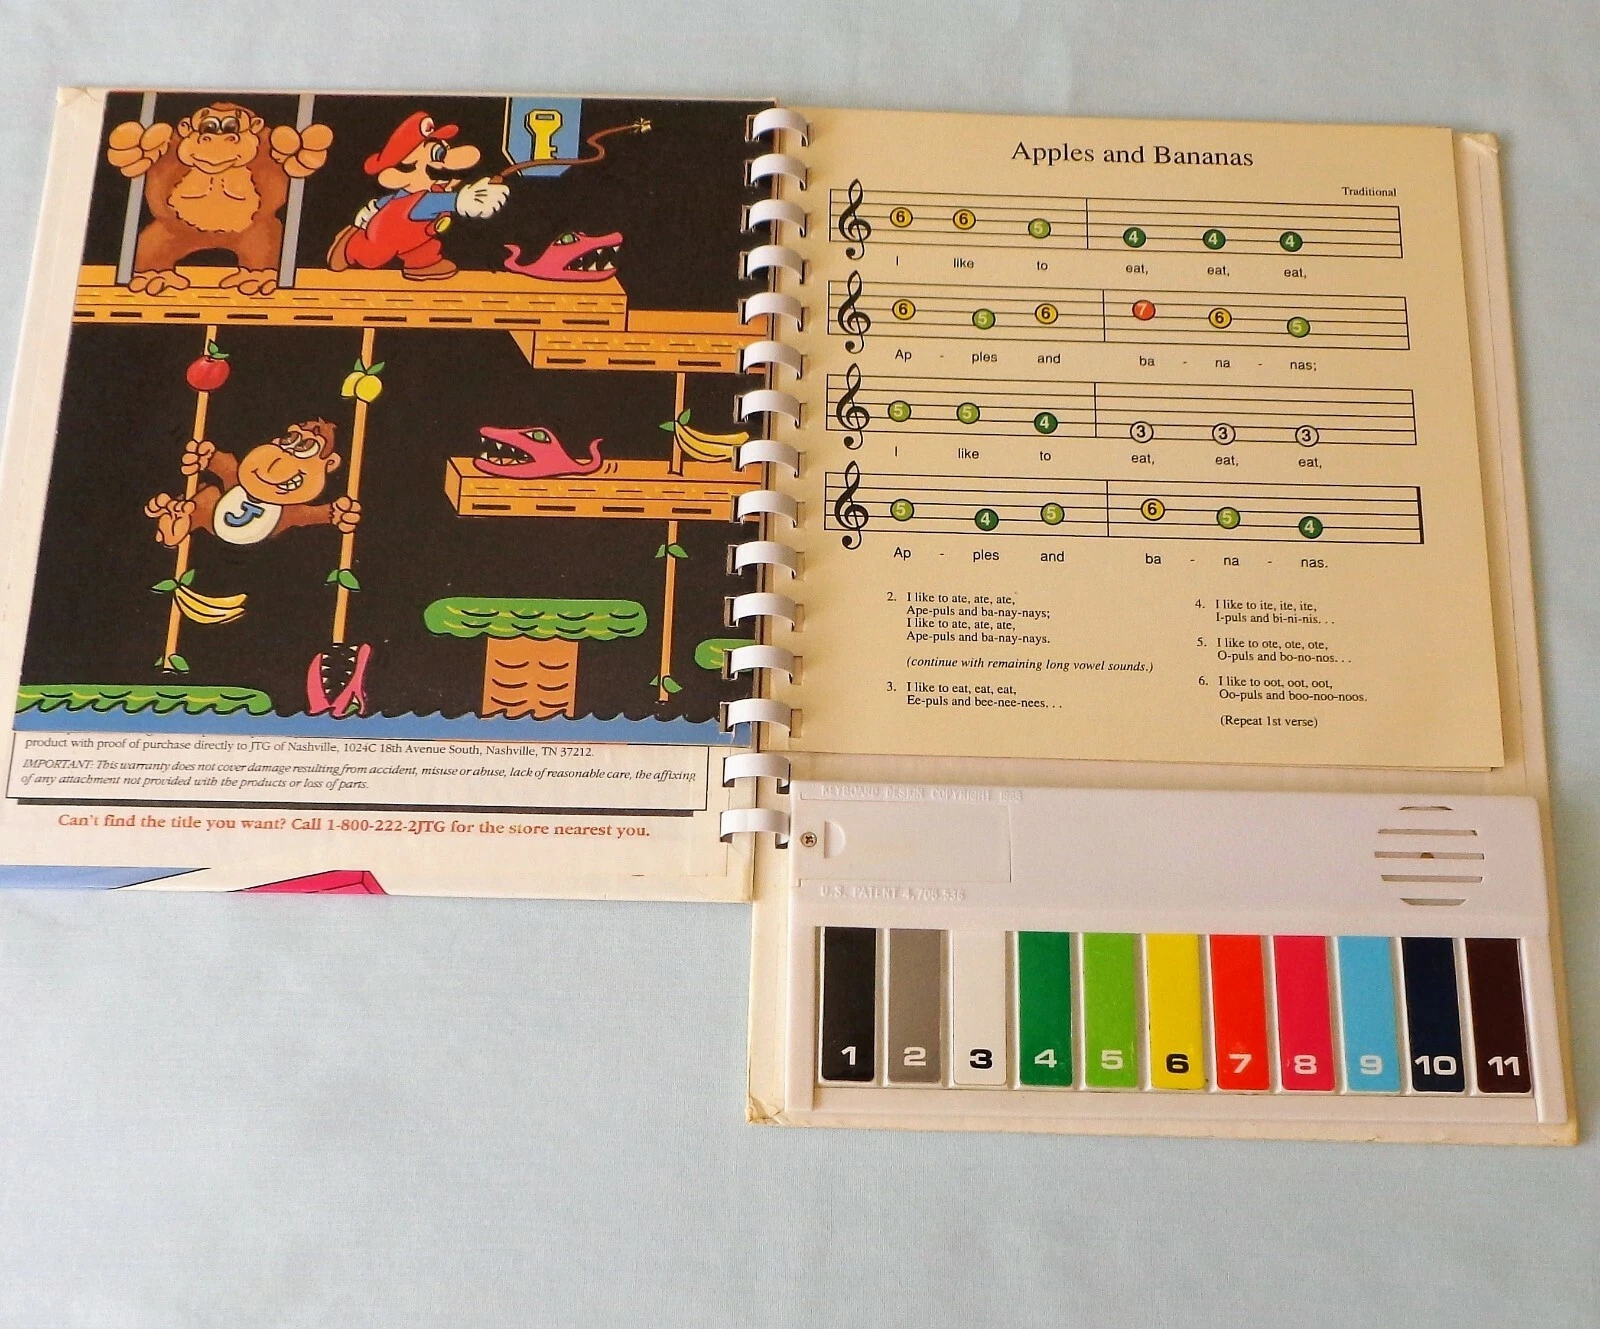 J
product with proof of purchase directly to JTG of Nashville, 1024C 18th Avenue South, Nashville, TN 37212.
IMPORTANT: This warranty does not cover damage resulting from accident, misuse or abuse, lack of reasonable care, the affixing
of any attachment not provided with the products or loss of parts.
Can't find the title you want? Call 1-800-222-2JTG for the store nearest you.
Apples and Bananas
Traditional
6 6 5 4 4 4
I like to eat, eat, eat,
6 5 6 7 6 5
Ap - ples and ba - na - nas;
5 5 4 3 3 3
I like to eat, eat, eat,
5 4 5 6 5 4
Ap - ples and ba - na - nas.
2. I like to ate, ate, ate,
Ape-puls and ba-nay-nays;
I like to ate, ate, ate,
Ape-puls and ba-nay-nays.
(continue with remaining long vowel sounds.)
3. I like to eat, eat, eat,
Ee-puls and bee-nee-nees. . .
4. I like to ite, ite, ite,
I-puls and bi-ni-nis. . .
5. I like to ote, ote, ote,
O-puls and bo-no-nos. . .
6. I like to oot, oot, oot,
Oo-puls and boo-noo-noos.
(Repeat 1st verse)
KEYBOARD DESIGN COPYRIGHT
U.S. PATENT
1 2 3 4 5 6 7 8 9 10 11